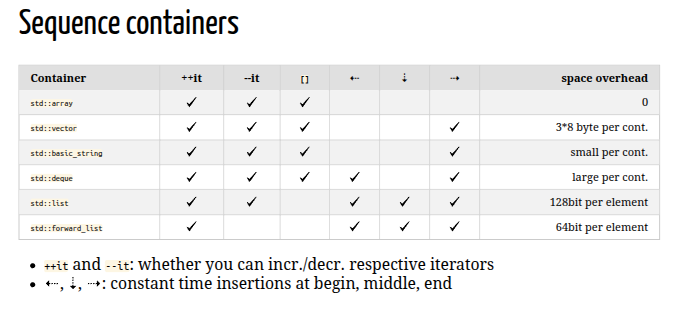 Sequence containers
Container ++it --it [] ⇠ ⇣ ⇢ space overhead
std::array ✓ ✓ ✓ 0
std::vector ✓ ✓ ✓ ✓ 3*8 byte per cont.
std::basic_string ✓ ✓ ✓ ✓ small per cont.
std::deque ✓ ✓ ✓ ✓ ✓ large per cont.
std::list ✓ ✓ ✓ ✓ ✓ 128bit per element
std::forward_list ✓ ✓ ✓ ✓ 64bit per element
• ++it and --it: whether you can incr./decr. respective iterators
• ⇠, ⇣, ⇢: constant time insertions at begin, middle, end